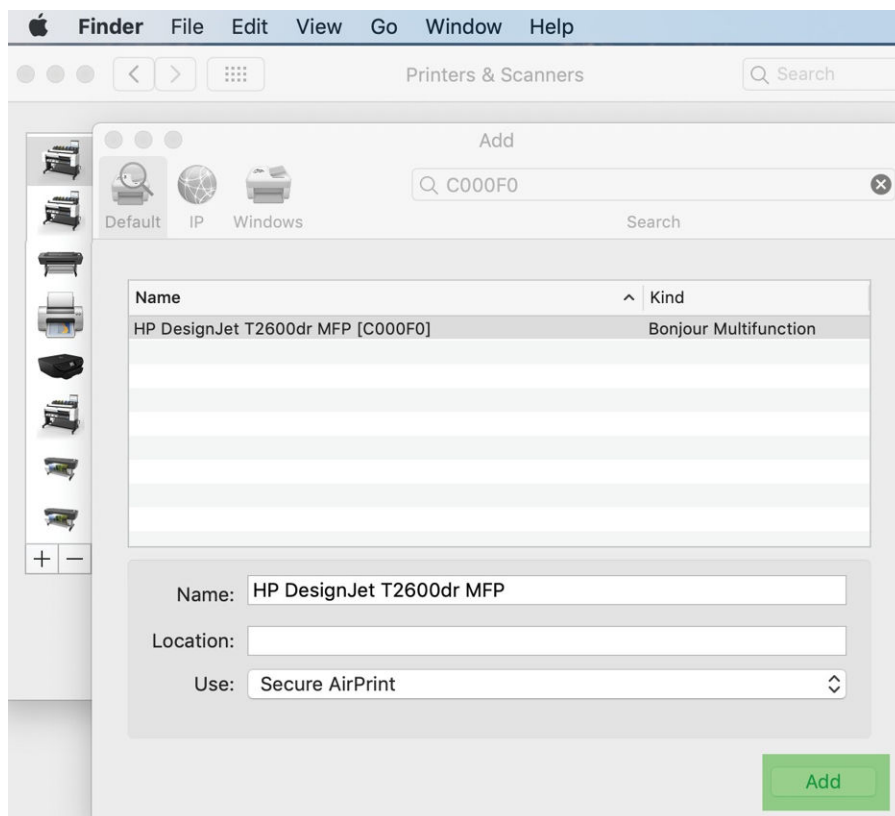 Finder File Edit View Go Window Help
Printers & Scanners
Search
Add
C000F0
Default IP Windows
Search
Name Kind
HP DesignJet T2600dr MFP [C000F0] Bonjour Multifunction
Name: HP DesignJet T2600dr MFP
Location:
Use: Secure AirPrint
Add